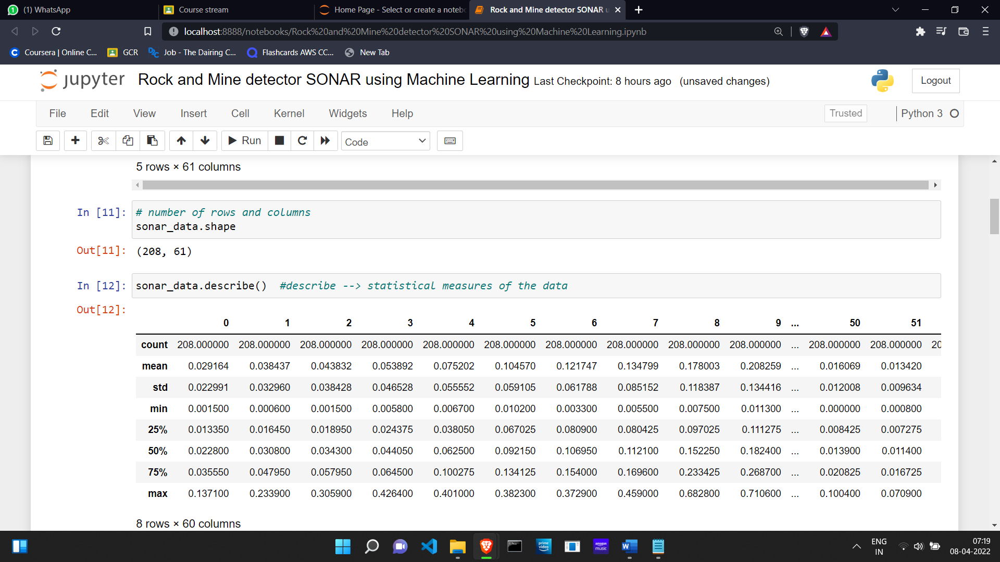 (1) WhatsApp
Course stream
Home Page - Select or create a notebo
Rock and Mine detector SONAR u
localhost:8888/notebooks/Rock%20and%20Mine%20detector%20SONAR%20using%20Machine%20Learning.ipynb
Coursera | Online C... GCR Job - The Dairing C... Flashcards AWS CC... New Tab
jupyter Rock and Mine detector SONAR using Machine Learning Last Checkpoint: 8 hours ago (unsaved changes) Logout
File Edit View Insert Cell Kernel Widgets Help Trusted Python 3
Run Code
5 rows × 61 columns
In [11]: # number of rows and columns
sonar_data.shape
Out[11]: (208, 61)
In [12]: sonar_data.describe() #describe --> statistical measures of the data
Out[12]:
0 1 2 3 4 5 6 7 8 9 ... 50 51
count 208.000000 208.000000 208.000000 208.000000 208.000000 208.000000 208.000000 208.000000 208.000000 208.000000 ... 208.000000 208.000000 20
mean 0.029164 0.038437 0.043832 0.053892 0.075202 0.104570 0.121747 0.134799 0.178003 0.208259 ... 0.016069 0.013420
std 0.022991 0.032960 0.038428 0.046528 0.055552 0.059105 0.061788 0.085152 0.118387 0.134416 ... 0.012008 0.009634
min 0.001500 0.000600 0.001500 0.005800 0.006700 0.010200 0.003300 0.005500 0.007500 0.011300 ... 0.000000 0.000800
25% 0.013350 0.016450 0.018950 0.024375 0.038050 0.067025 0.080900 0.080425 0.097025 0.111275 ... 0.008425 0.007275
50% 0.022800 0.030800 0.034300 0.044050 0.062500 0.092150 0.106950 0.112100 0.152250 0.182400 ... 0.013900 0.011400
75% 0.035550 0.047950 0.057950 0.064500 0.100275 0.134125 0.154000 0.169600 0.233425 0.268700 ... 0.020825 0.016725
max 0.137100 0.233900 0.305900 0.426400 0.401000 0.382300 0.372900 0.459000 0.682800 0.710600 ... 0.100400 0.070900
8 rows × 60 columns
prime video
amazon music
ENG
IN
07:19
08-04-2022